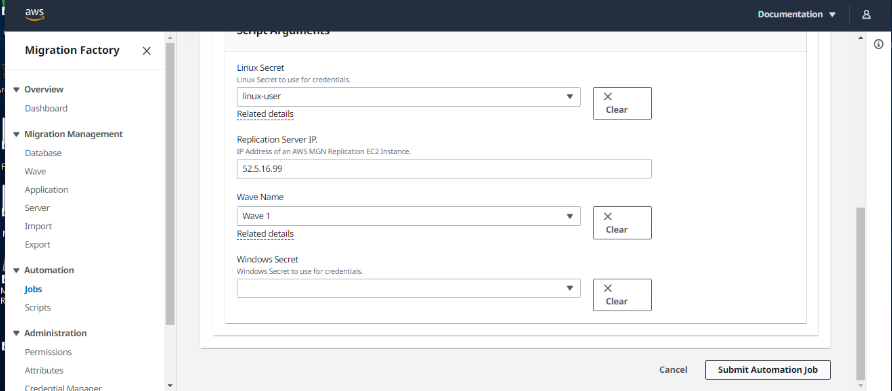 aws
Documentation
Migration Factory
Overview
Dashboard
Migration Management
Database
Wave
Application
Server
Import
Export
Automation
Jobs
Scripts
Administration
Permissions
Attributes
Credential Manager
Script Arguments
Linux Secret
Linux Secret to use for credentials.
linux-user
Clear
Related details
Replication Server IP.
IP Address of an AWS MGN Replication EC2 Instance.
52.5.16.99
Wave Name
Wave 1
Clear
Related details
Windows Secret
Windows Secret to use for credentials.
Clear
Cancel
Submit Automation Job